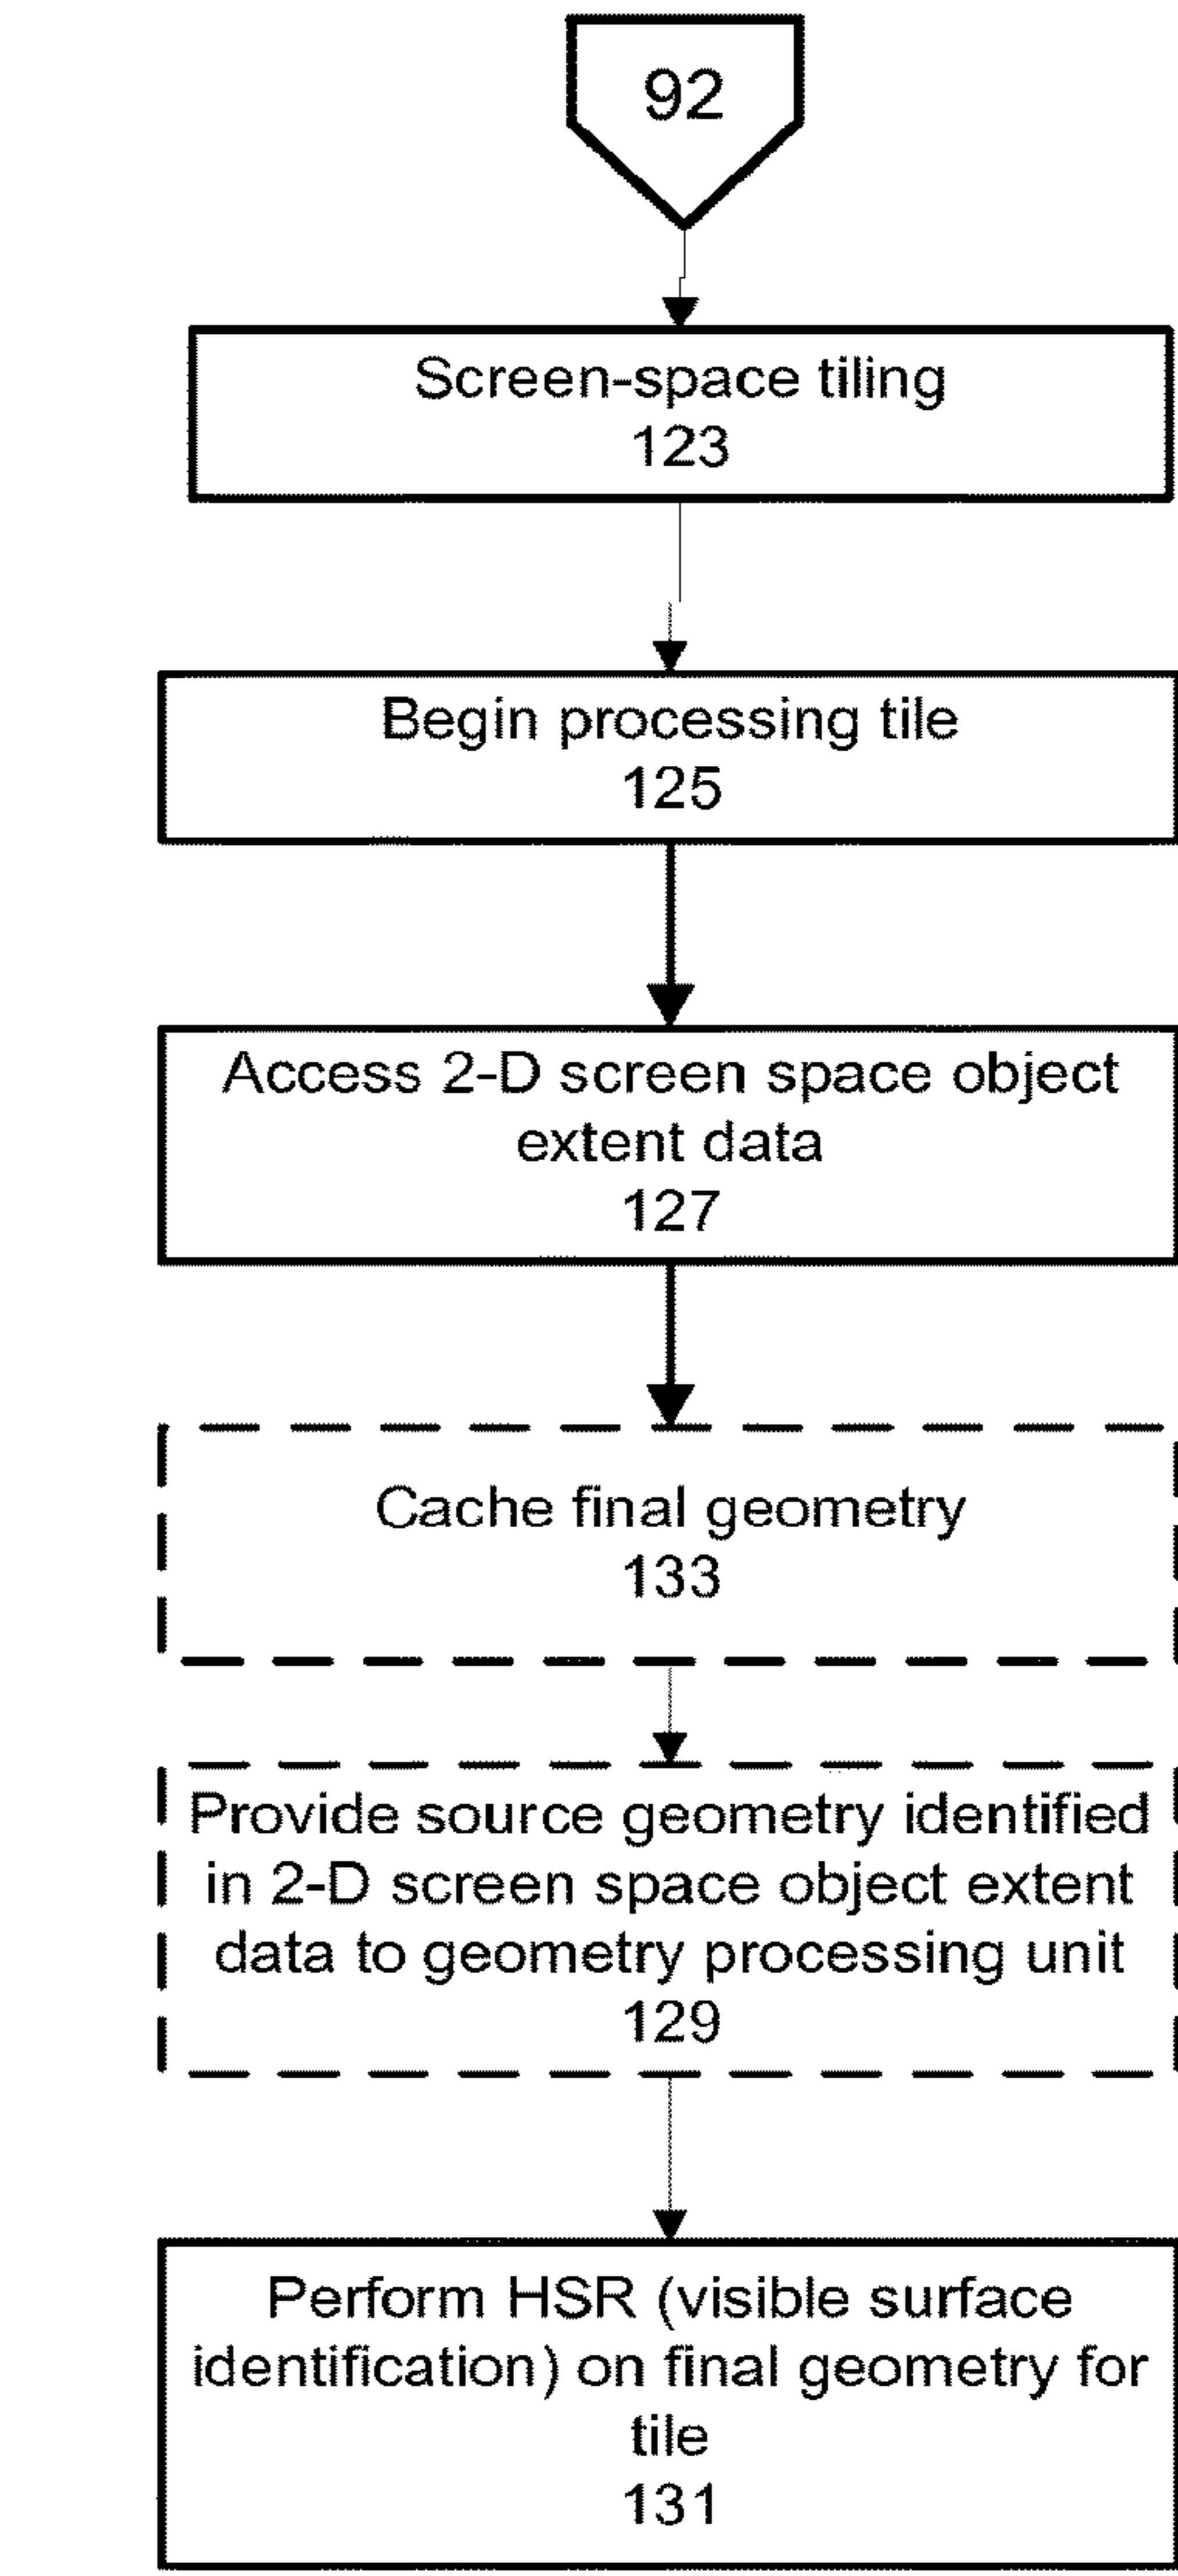 92
Screen-space tiling
123
Begin processing tile
125
Access 2-D screen space object
extent data
127
Cache final geometry
133
Provide source geometry identified
in 2-D screen space object extent
data to geometry processing unit
129
Perform HSR (visible surface
identification) on final geometry for
tile
131